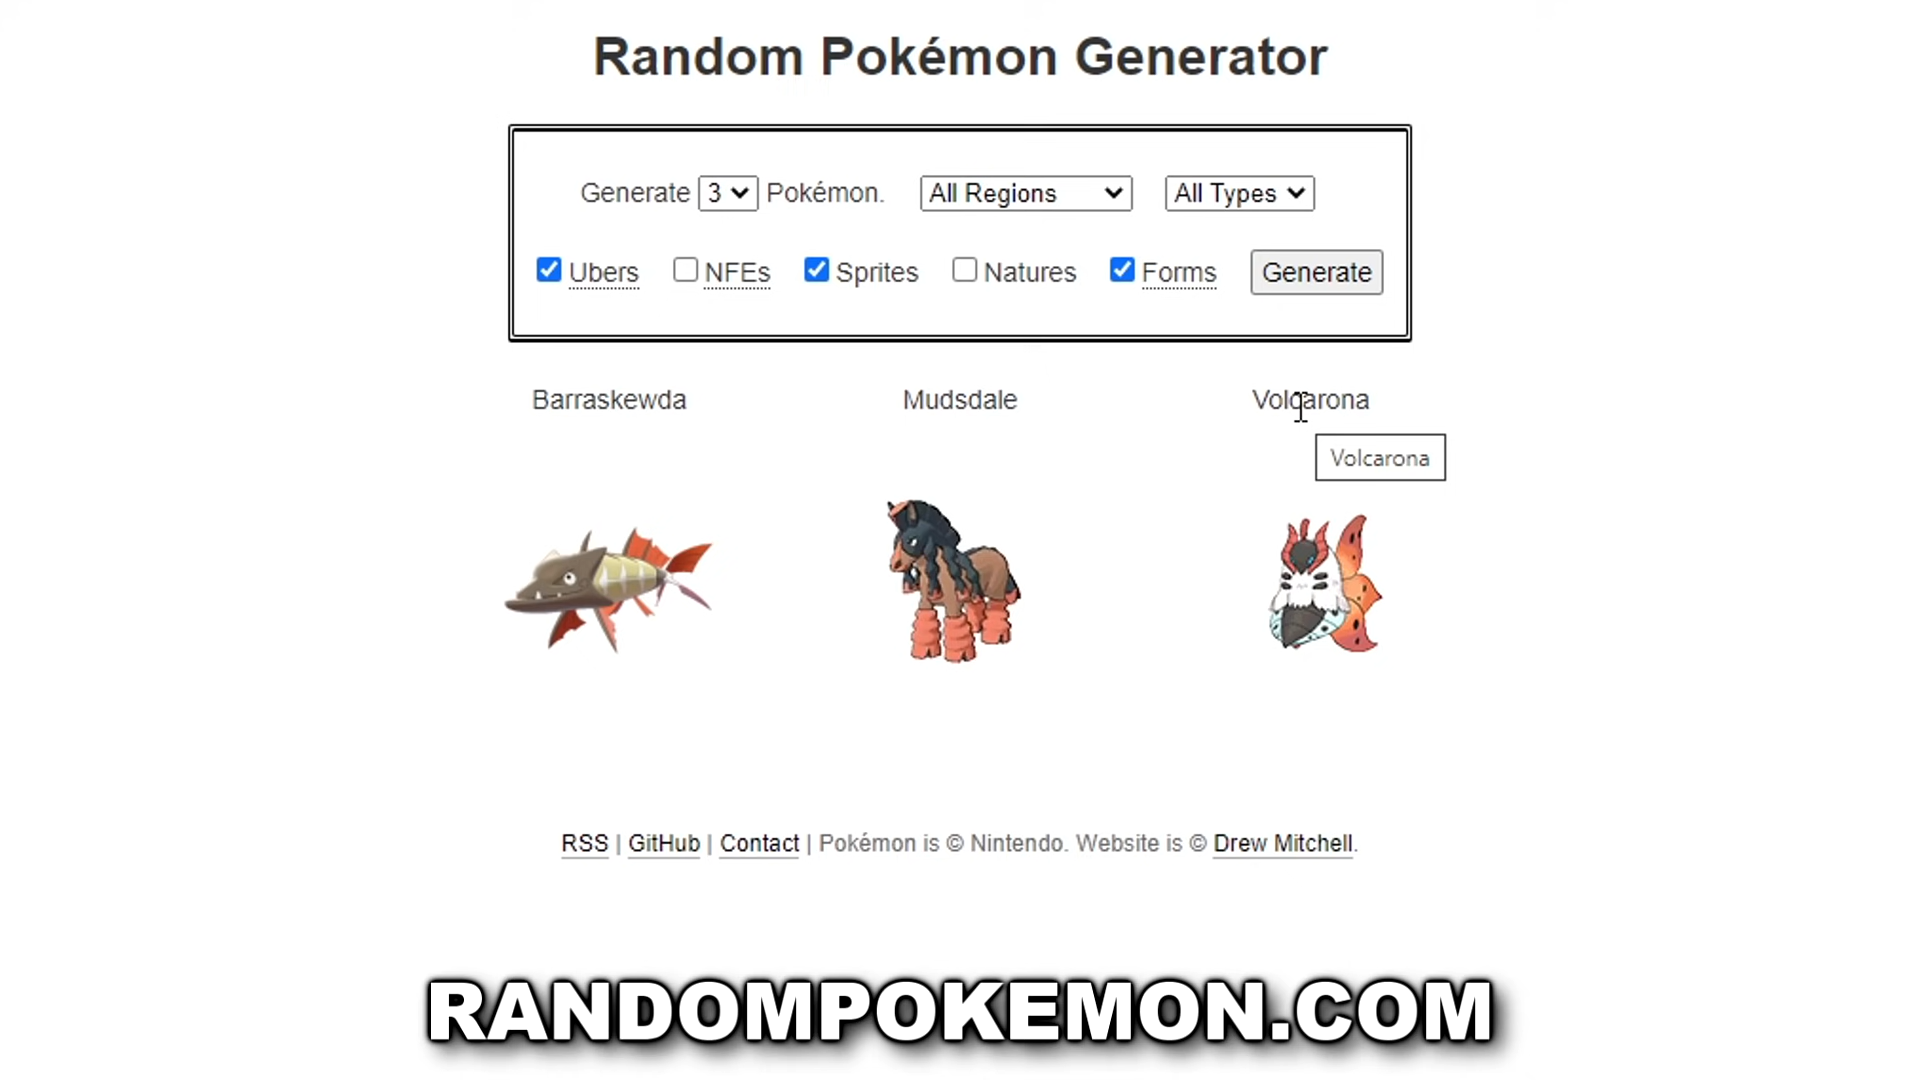 Random Pokémon Generator
Generate 3 Pokémon. All Regions All Types
Ubers NFEs Sprites Natures Forms Generate
Barraskewda Mudsdale Volcarona
Volcarona
RSS | GitHub | Contact | Pokémon is © Nintendo. Website is © Drew Mitchell.
RANDOMPOKEMON.COM